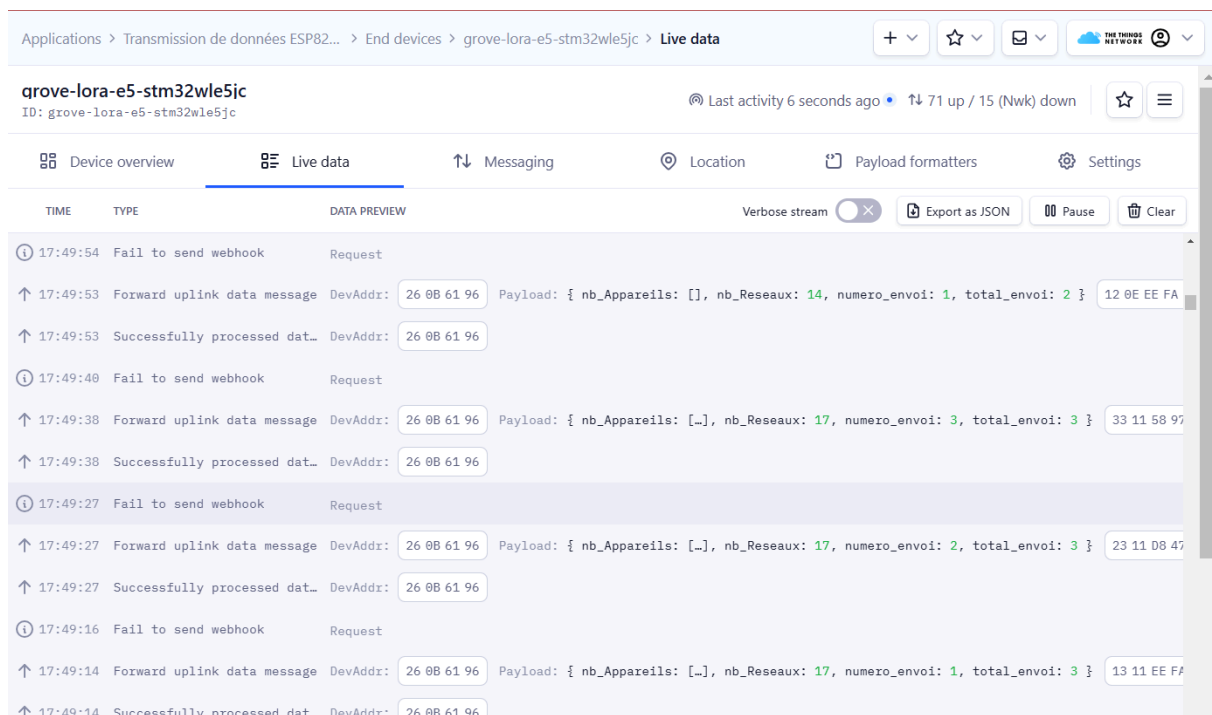 Applications > Transmission de données ESP82... > End devices > grove-lora-e5-stm32wle5jc > Live data
THE THINGS NETWORK
grove-lora-e5-stm32wle5jc
ID: grove-lora-e5-stm32wle5jc
Last activity 6 seconds ago • ↑↓ 71 up / 15 (Nwk) down
Device overview Live data Messaging Location Payload formatters Settings
TIME TYPE DATA PREVIEW Verbose stream Export as JSON Pause Clear
17:49:54 Fail to send webhook Request
↑ 17:49:53 Forward uplink data message DevAddr: 26 0B 61 96 Payload: { nb_Appareils: [], nb_Reseaux: 14, numero_envoi: 1, total_envoi: 2 } 12 0E EE FA
↑ 17:49:53 Successfully processed dat… DevAddr: 26 0B 61 96
17:49:40 Fail to send webhook Request
↑ 17:49:38 Forward uplink data message DevAddr: 26 0B 61 96 Payload: { nb_Appareils: […], nb_Reseaux: 17, numero_envoi: 3, total_envoi: 3 } 33 11 58 97
↑ 17:49:38 Successfully processed dat… DevAddr: 26 0B 61 96
17:49:27 Fail to send webhook Request
↑ 17:49:27 Forward uplink data message DevAddr: 26 0B 61 96 Payload: { nb_Appareils: […], nb_Reseaux: 17, numero_envoi: 2, total_envoi: 3 } 23 11 D8 47
↑ 17:49:27 Successfully processed dat… DevAddr: 26 0B 61 96
17:49:16 Fail to send webhook Request
↑ 17:49:14 Forward uplink data message DevAddr: 26 0B 61 96 Payload: { nb_Appareils: […], nb_Reseaux: 17, numero_envoi: 1, total_envoi: 3 } 13 11 EE FA
↑ 17:49:14 Successfully processed dat… DevAddr: 26 0B 61 96